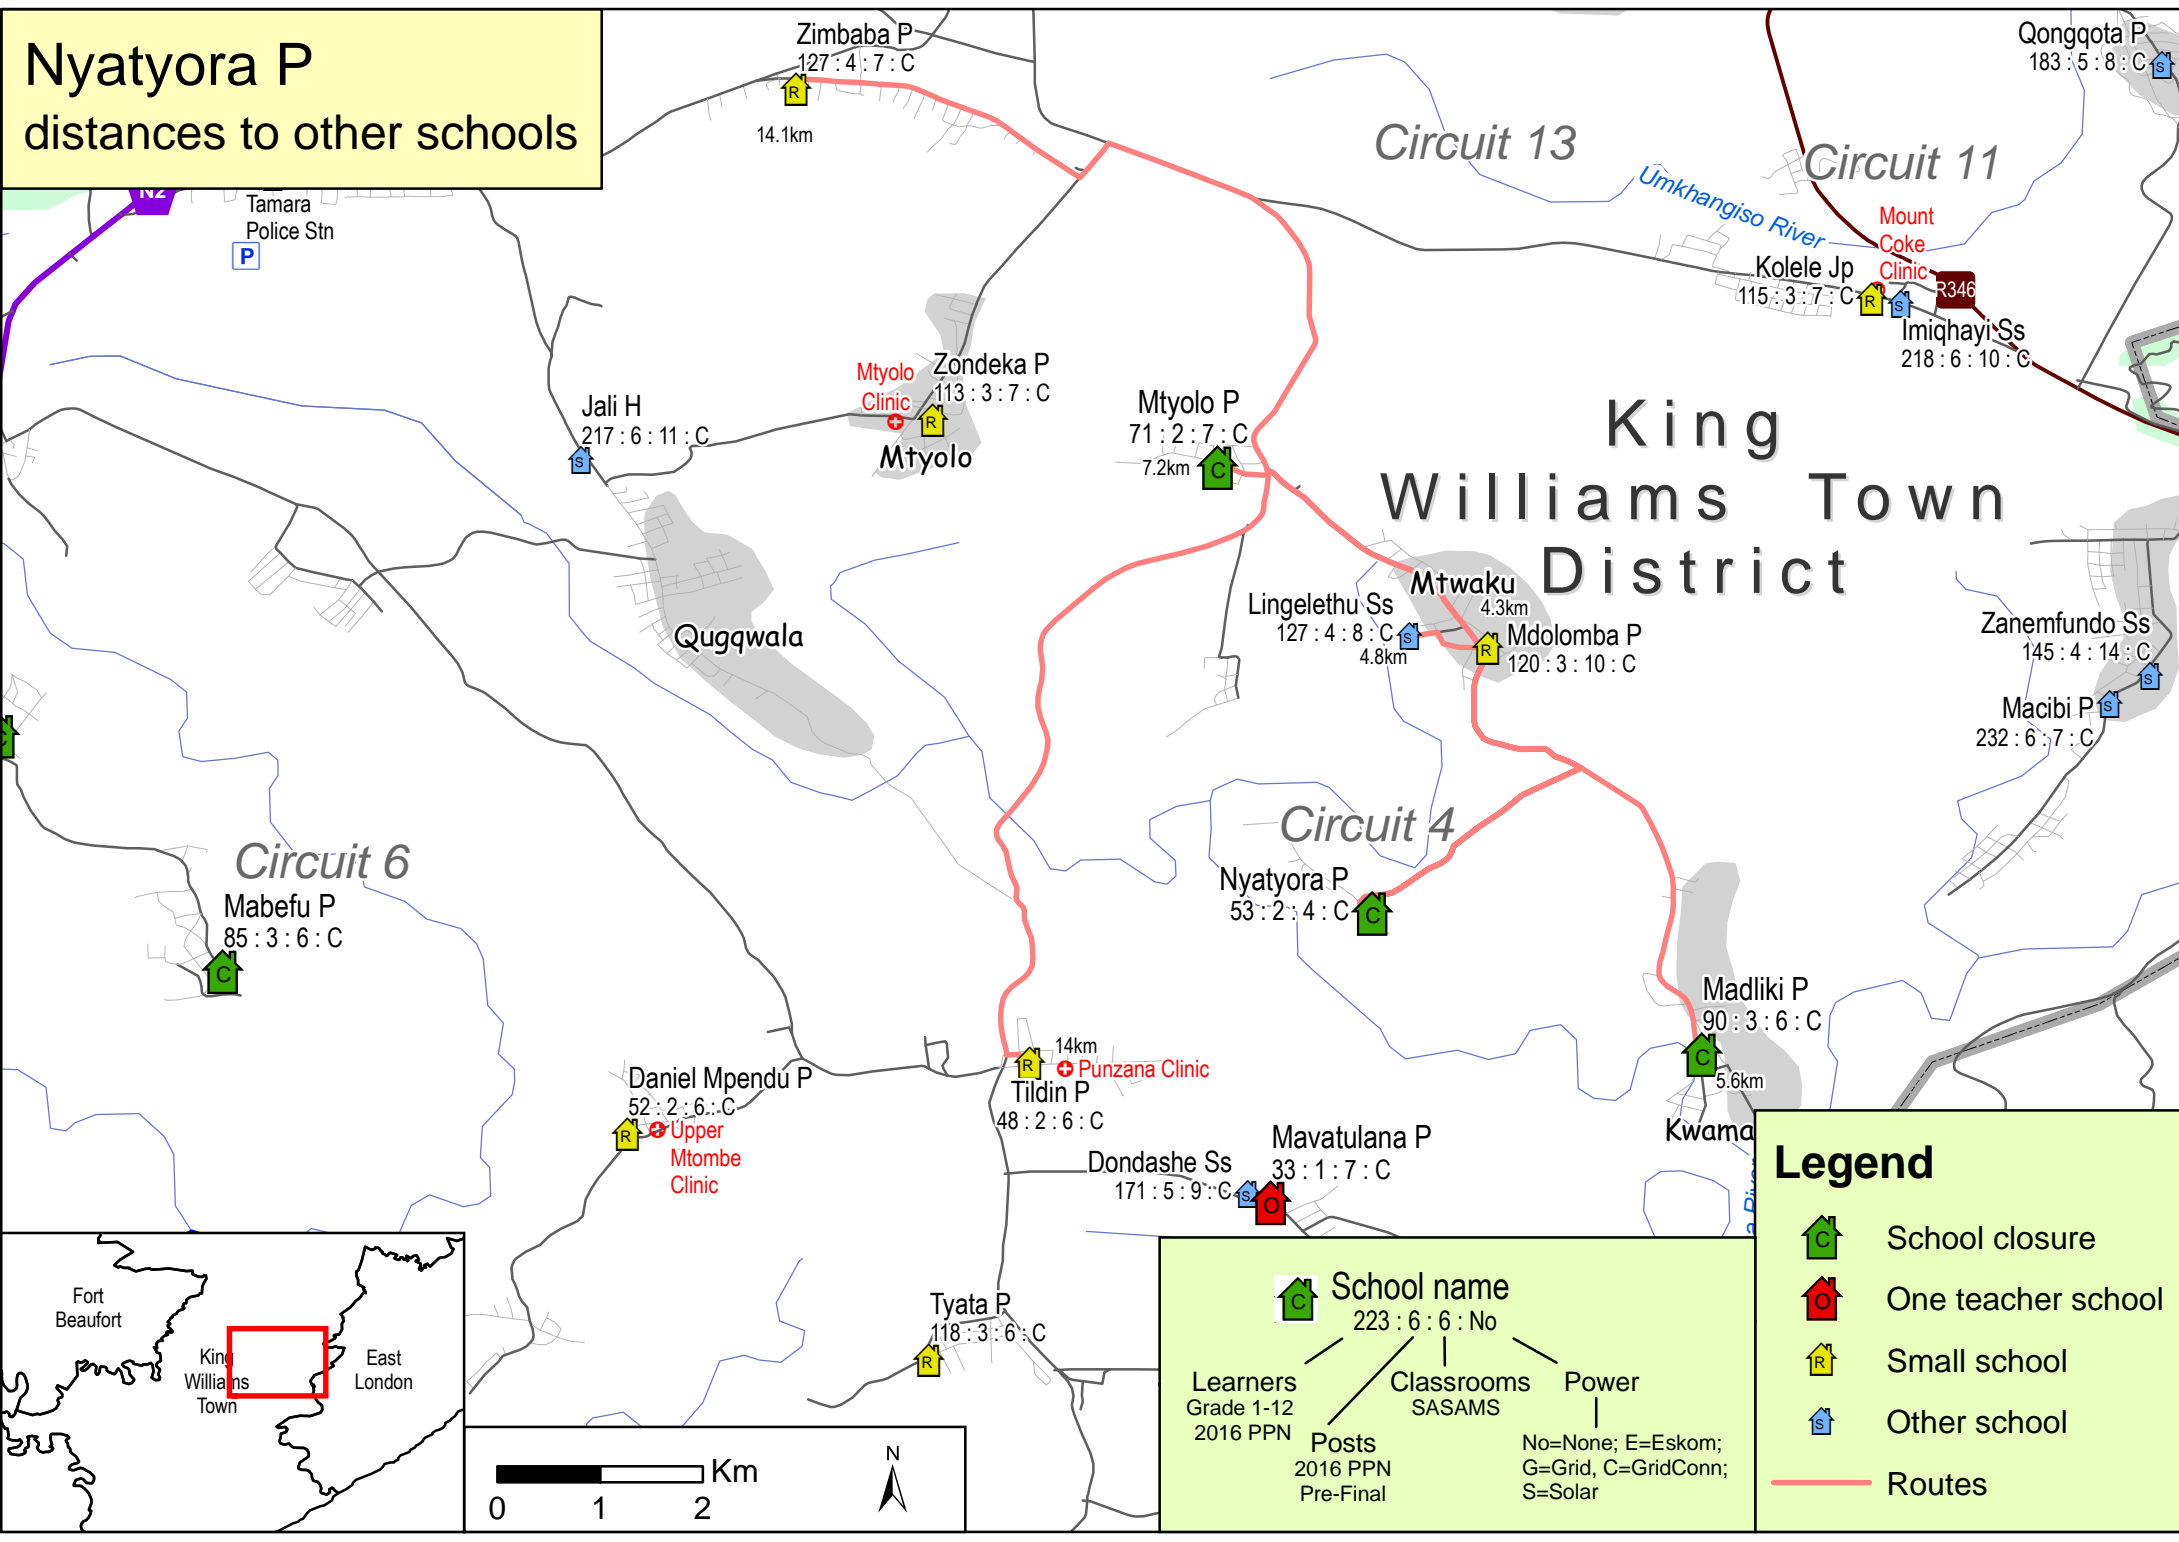 Nyatyora P
distances to other schools
Zimbaba P
127 : 4 : 7 : C
14.1km
Qongqota P
183 : 5 : 8 : C
S
R
Circuit 13
Circuit 11
Umkhangiso River
Mount
Coke
Clinic
N2
Tamara
Police Stn
P
Kolele Jp
115 : 3 : 7 : C
R
S
R346
Imiqhayi Ss
218 : 6 : 10 : C
Mtyolo
Clinic
Zondeka P
113 : 3 : 7 : C
R
Mtyolo
Jali H
217 : 6 : 11 : C
S
Mtyolo P
71 : 2 : 7 : C
7.2km
C
King
Williams Town
District
Mtwaku
4.3km
Lingelethu Ss
127 : 4 : 8 : C
4.8km
S
R
Mdolomba P
120 : 3 : 10 : C
Zanemfundo Ss
145 : 4 : 14 : C
S
Macibi P
232 : 6 : 7 : C
S
Qugqwala
C
Circuit 6
Circuit 4
Mabefu P
85 : 3 : 6 : C
C
Nyatyora P
53 : 2 : 4 : C
C
Madliki P
90 : 3 : 6 : C
C
5.6km
Kwama
14km
R
Punzana Clinic
Tildin P
48 : 2 : 6 : C
Daniel Mpendu P
52 : 2 : 6 : C
R
Upper
Mtombe
Clinic
Mavatulana P
33 : 1 : 7 : C
O
Dondashe Ss
171 : 5 : 9 : C
S
a River
Tyata P
118 : 3 : 6 : C
R
Fort
Beaufort
King
Williams
Town
East
London
Km
0 1 2
N
C
School name
223 : 6 : 6 : No
Learners
Grade 1-12
2016 PPN
Posts
2016 PPN
Pre-Final
Classrooms
SASAMS
Power
No=None; E=Eskom;
G=Grid, C=GridConn;
S=Solar
Legend
C School closure
O One teacher school
R Small school
S Other school
Routes